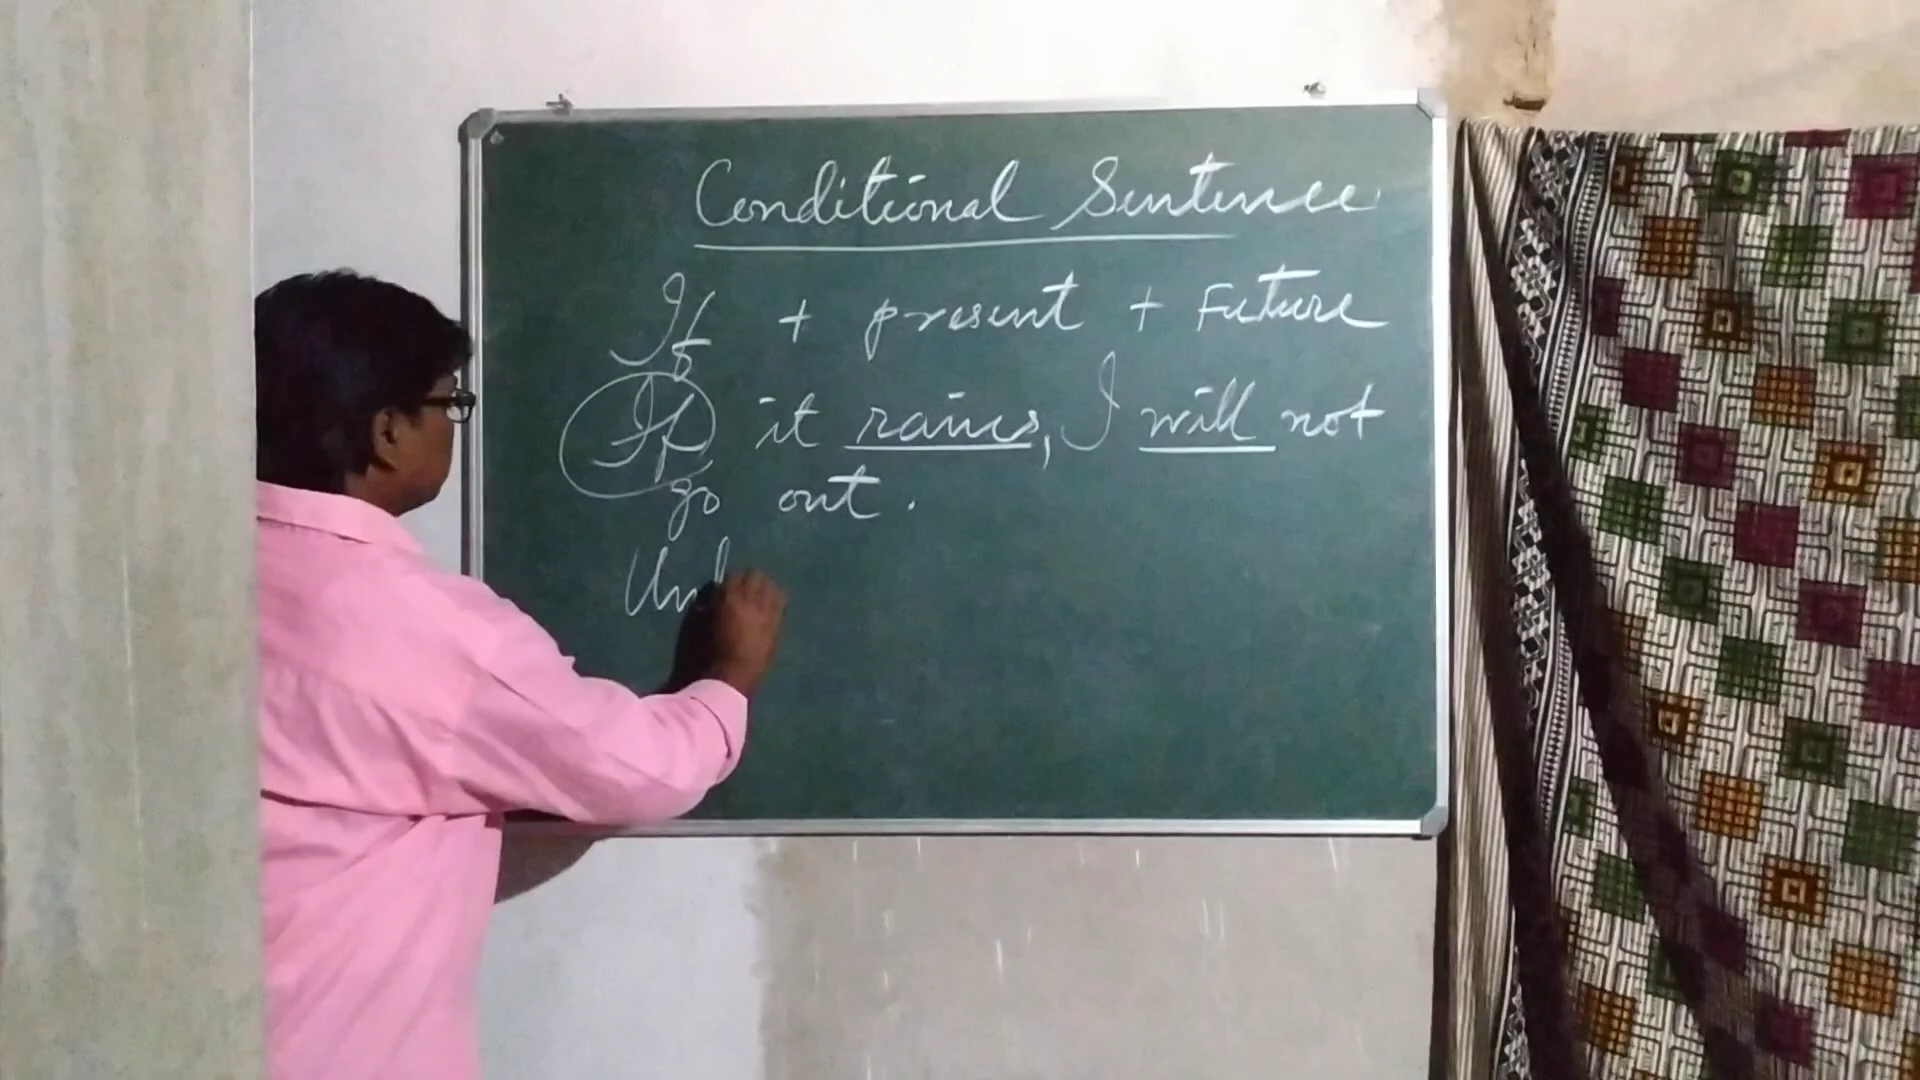 Conditional Sentence
If + present + Future
If it rains, I will not
go out.